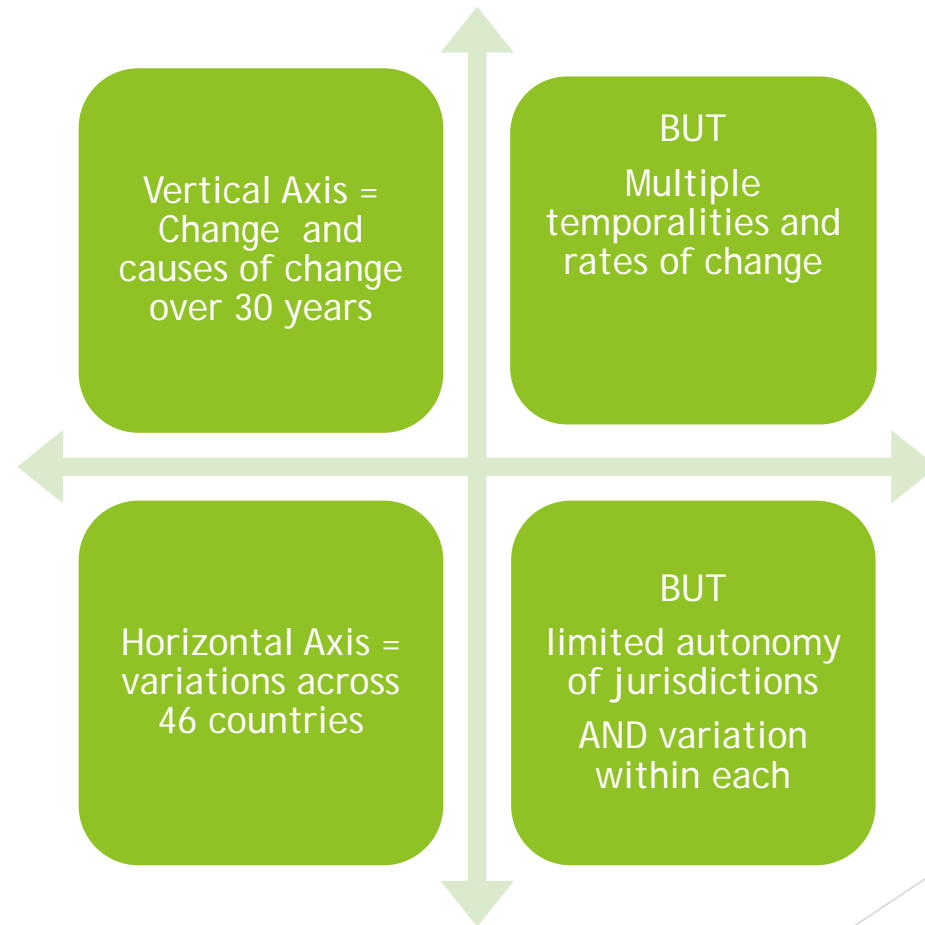 Vertical Axis =
Change and
causes of change
over 30 years
BUT
Multiple
temporalities and
rates of change
Horizontal Axis =
variations across
46 countries
BUT
limited autonomy
of jurisdictions
AND variation
within each